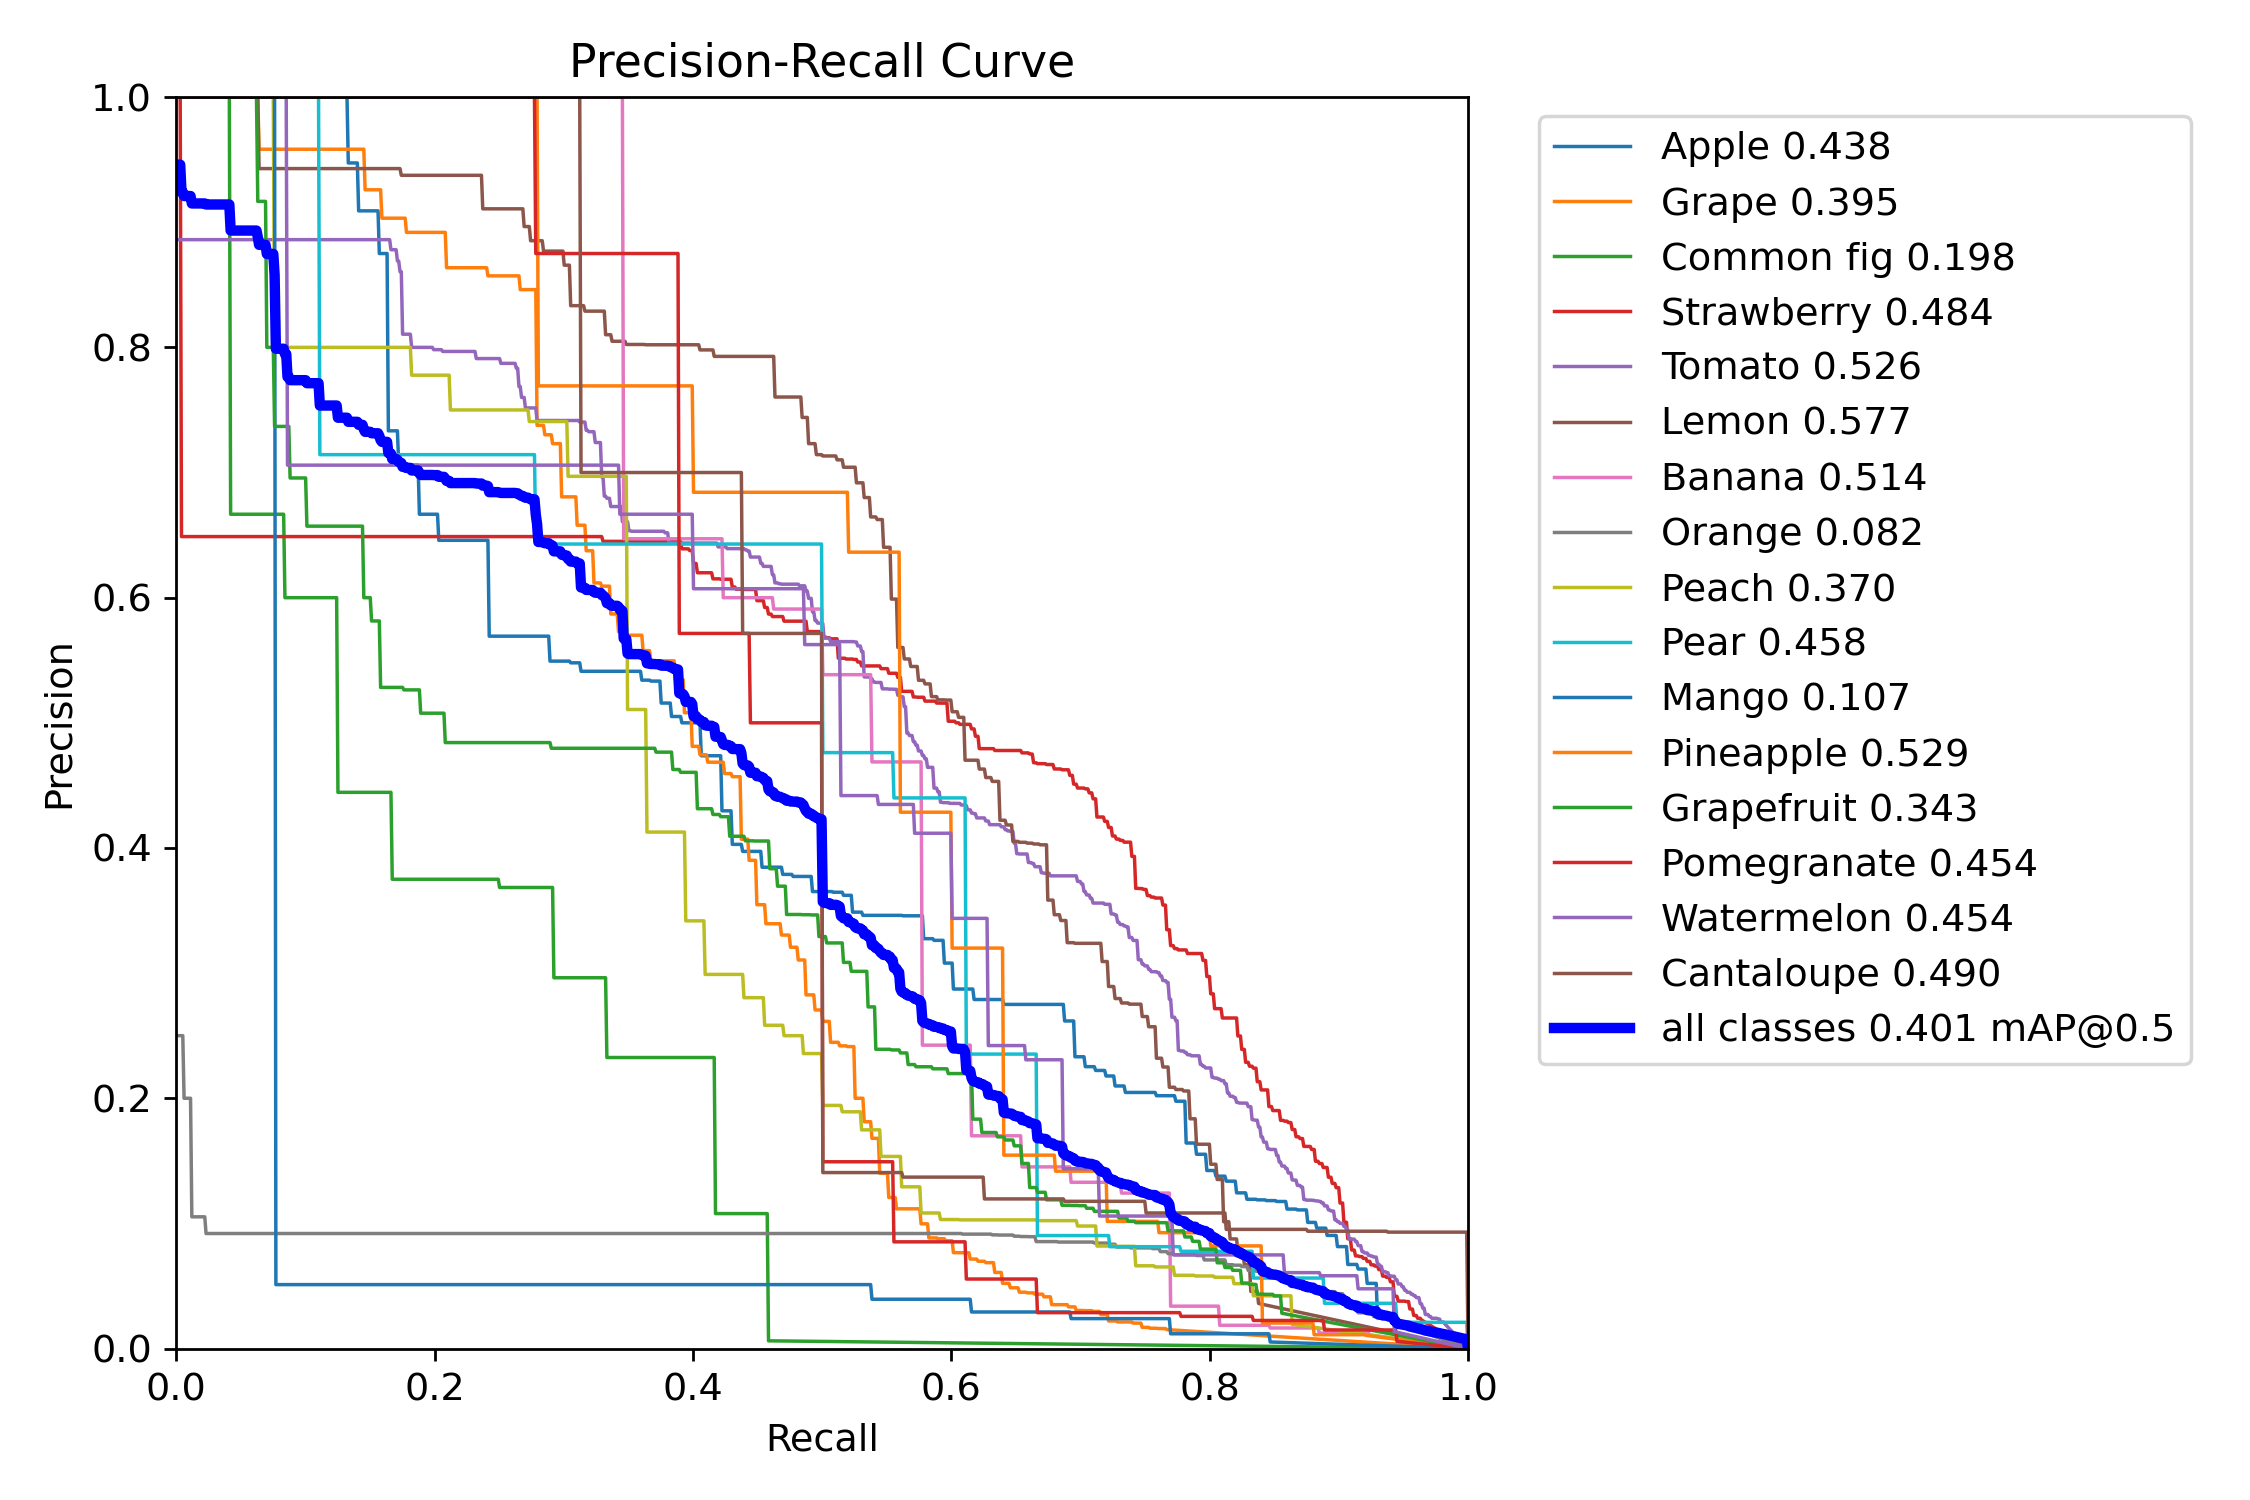 Precision-Recall Curve
1.0
0.8
0.6
0.4
0.2
0.0
Precision
0.0 0.2 0.4 0.6 0.8 1.0
Recall
Apple 0.438
Grape 0.395
Common fig 0.198
Strawberry 0.484
Tomato 0.526
Lemon 0.577
Banana 0.514
Orange 0.082
Peach 0.370
Pear 0.458
Mango 0.107
Pineapple 0.529
Grapefruit 0.343
Pomegranate 0.454
Watermelon 0.454
Cantaloupe 0.490
all classes 0.401 mAP@0.5